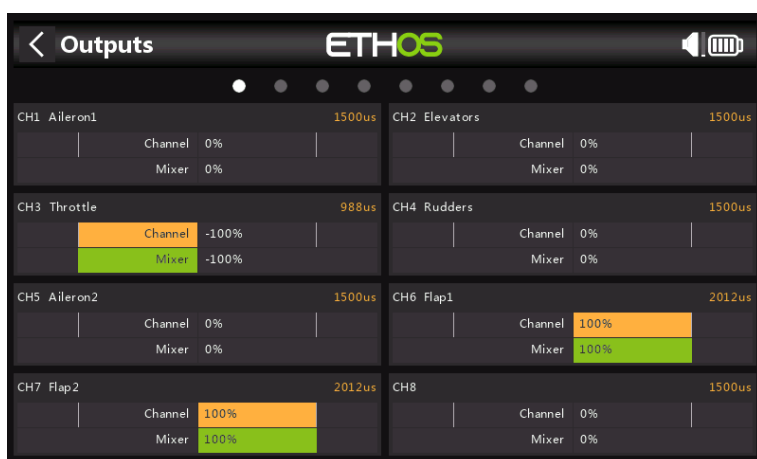 Outputs
ETHOS
CH1 Aileron1 1500us
Channel 0%
Mixer 0%
CH2 Elevators 1500us
Channel 0%
Mixer 0%
CH3 Throttle 988us
Channel -100%
Mixer -100%
CH4 Rudders 1500us
Channel 0%
Mixer 0%
CH5 Aileron2 1500us
Channel 0%
Mixer 0%
CH6 Flap1 2012us
Channel 100%
Mixer 100%
CH7 Flap2 2012us
Channel 100%
Mixer 100%
CH8 1500us
Channel 0%
Mixer 0%